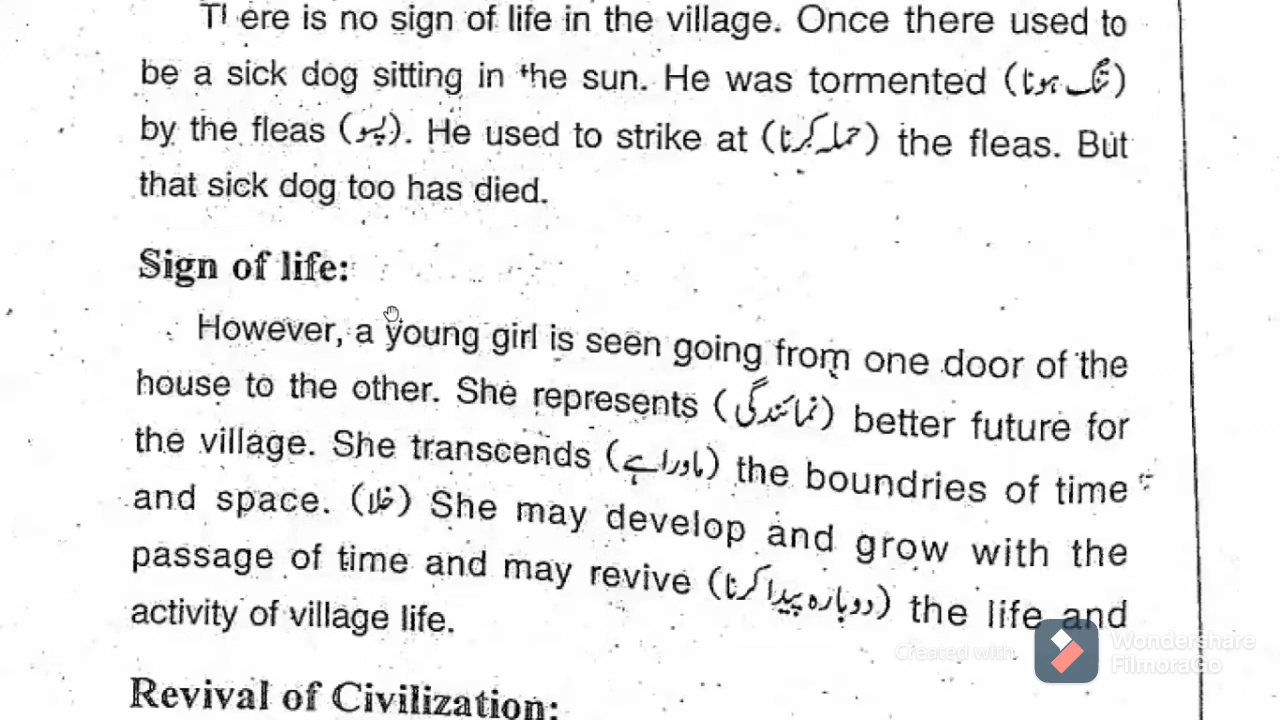 There is no sign of life in the village. Once there used to
be a sick dog sitting in the sun. He was tormented (تنگ ہونا)
by the fleas (پسو). He used to strike at (حملہ کرنا) the fleas. But
that sick dog too has died.
Sign of life:
However, a young girl is seen going from one door of the
house to the other. She represents (نمائندگی) better future for
the village. She transcends (ماورا ہے) the boundries of time
and space. (خلا) She may develop and grow with the
passage of time and may revive (دوبارہ پیدا کرنا) the life and
activity of village life.
Created with Wondershare FilmoraGo
Revival of Civilization: